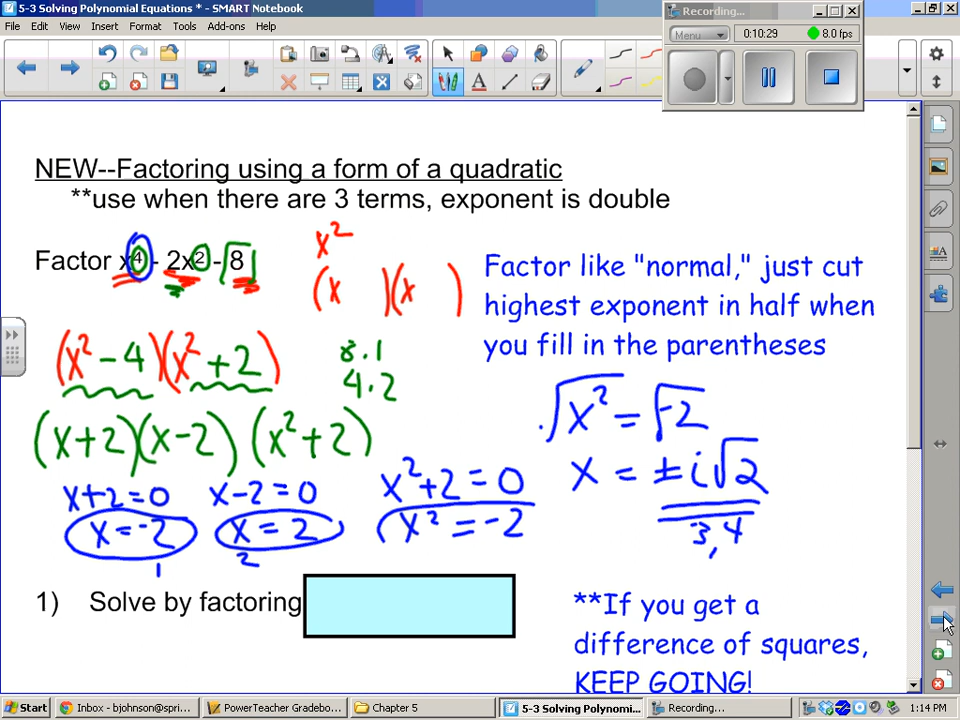 5-3 Solving Polynomial Equations * - SMART Notebook
File Edit View Insert Format Tools Add-ons Help
Recording...
Menu 0:10:29 8.0 fps
NEW--Factoring using a form of a quadratic
**use when there are 3 terms, exponent is double
Factor x⁴ - 2x² - 8
x²
(x )(x )
Factor like "normal," just cut
highest exponent in half when
you fill in the parentheses
(x² - 4)(x² + 2)
8·1
4·2
(x+2)(x-2)(x²+2)
√x² = √-2
x = ±i√2
3,4
x+2=0 x-2=0 x²+2=0
x=-2 x=2 x²=-2
1 2
1) Solve by factoring
**If you get a
difference of squares,
KEEP GOING!
Start Inbox - bjohnson@spri... PowerTeacher Gradebo... Chapter 5 5-3 Solving Polynomi... Recording... 1:14 PM